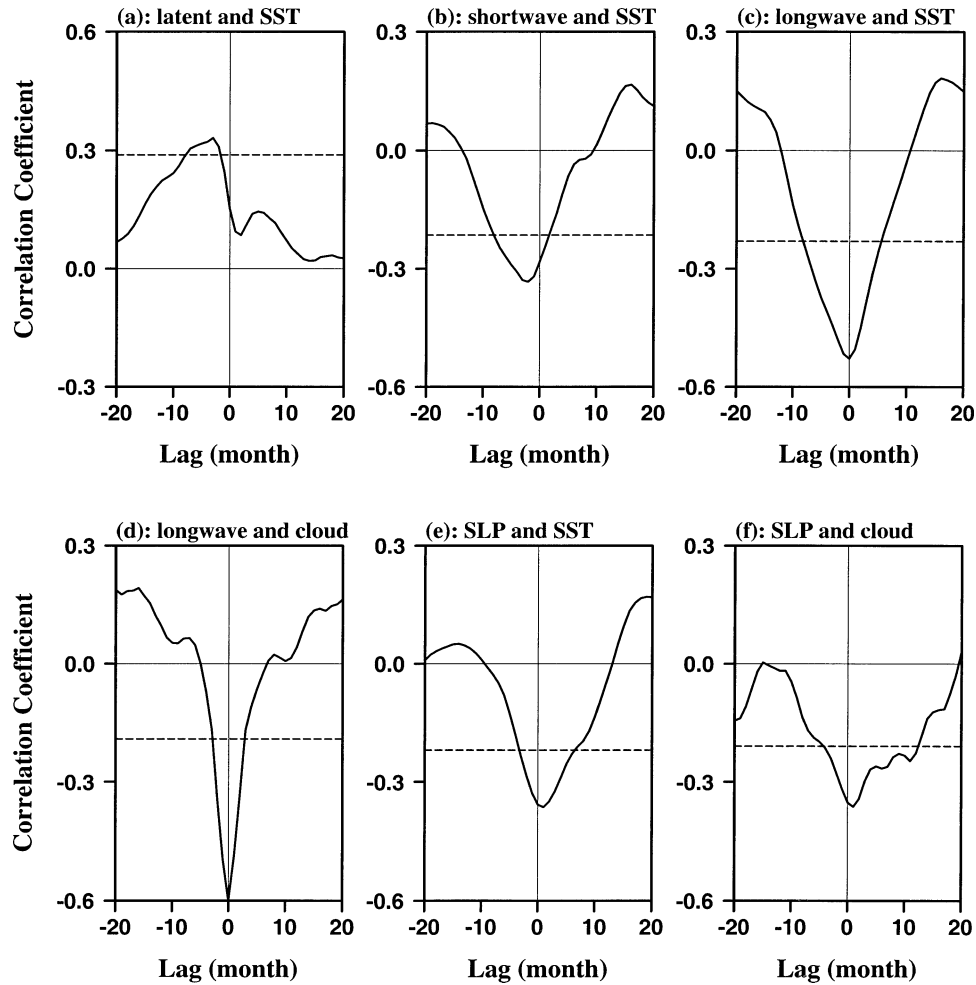 (a): latent and SST (b): shortwave and SST (c): longwave and SST
0.6 0.3 0.3
0.3 0.0 0.0
0.0 -0.3 -0.3
-0.3 -0.6 -0.6
Correlation Coefficient
-20 -10 0 10 20 -20 -10 0 10 20 -20 -10 0 10 20
Lag (month) Lag (month) Lag (month)
(d): longwave and cloud (e): SLP and SST (f): SLP and cloud
0.3 0.3 0.3
0.0 0.0 0.0
-0.3 -0.3 -0.3
-0.6 -0.6 -0.6
Correlation Coefficient
-20 -10 0 10 20 -20 -10 0 10 20 -20 -10 0 10 20
Lag (month) Lag (month) Lag (month)